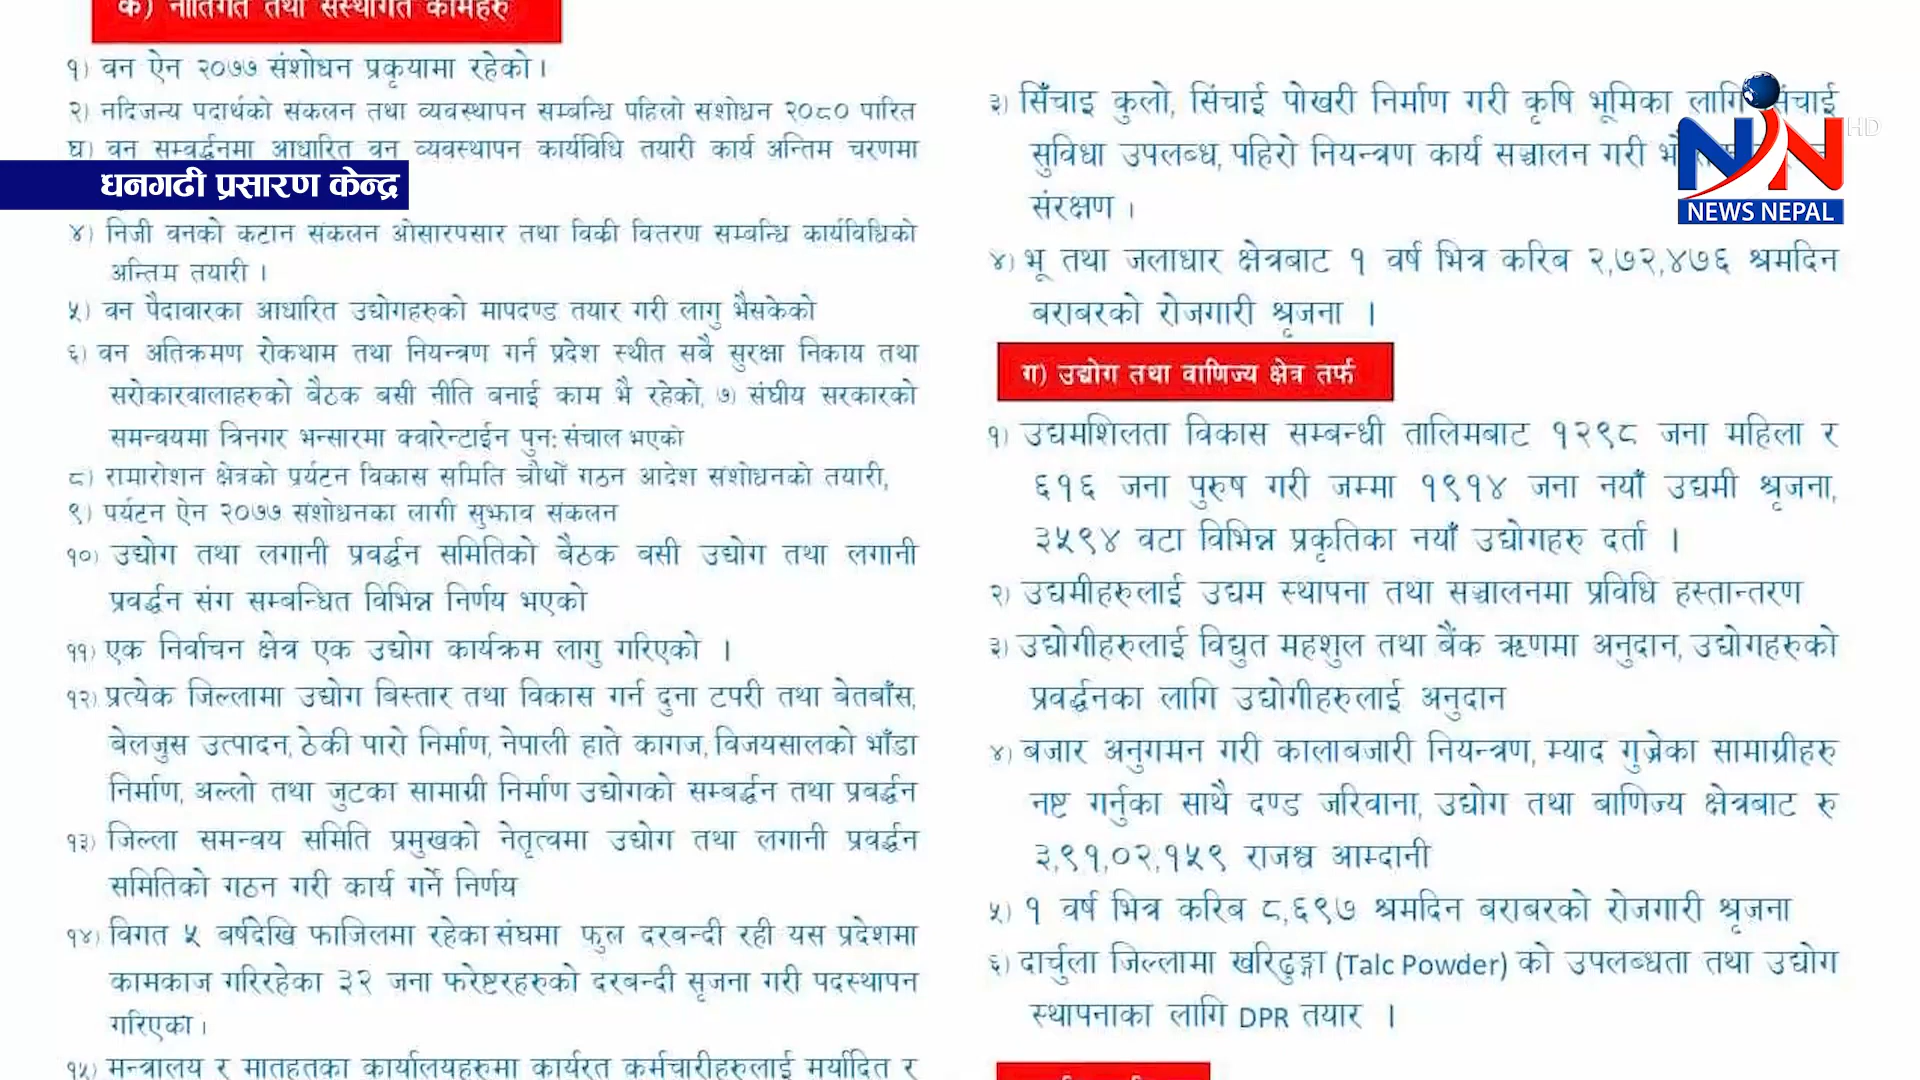 क) नीतिगत तथा संस्थागत कामहरु
१) वन ऐन २०७७ संशोधन प्रकृयामा रहेको ।
२) नदिजन्य पदार्थको संकलन तथा व्यवस्थापन सम्बन्धि पहिलो संशोधन २०८० पारित
घ) वन सम्बर्द्धनमा आधारित वन व्यवस्थापन कार्यविधि तयारी कार्य अन्तिम चरणमा
धनगढी प्रसारण केन्द्र
४) निजी वनको कटान संकलन ओसारपसार तथा विकी वितरण सम्बन्धि कार्यविधिको
अन्तिम तयारी ।
५) वन पैदावारका आधारित उद्योगहरुको मापदण्ड तयार गरी लागु भैसकेको
६) वन अतिक्रमण रोकथाम तथा नियन्त्रण गर्न प्रदेश स्थीत सबै सुरक्षा निकाय तथा
सरोकारवालाहरुको बैठक बसी नीति बनाई काम भै रहेको, ७) संघीय सरकारको
समन्वयमा त्रिनगर भन्सारमा क्वारेन्टाईन पुन: संचाल भएको
८) रामारोशन क्षेत्रको प्रर्यटन विकास समिति चौथौं गठन आदेश संशोधनको तयारी,
९) पर्यटन ऐन २०७७ संशोधनका लागी सुझाव संकलन
१०) उद्योग तथा लगानी प्रवर्द्धन समितिको बैठक बसी उद्योग तथा लगानी
प्रवर्द्धन संग सम्बन्धित विभिन्न निर्णय भएको
११) एक निर्वाचन क्षेत्र एक उद्योग कार्यक्रम लागु गरिएको ।
१२) प्रत्येक जिल्लामा उद्योग बिस्तार तथा विकास गर्न दुना टपरी तथा बेतबाँस,
बेलजुस उत्पादन, ठेकी पारो निर्माण, नेपाली हाते कागज, विजयसालको भाँडा
निर्माण, अल्लो तथा जुटका सामाग्री निर्माण उद्योगको सम्बर्द्धन तथा प्रवर्द्धन
१३) जिल्ला समन्वय समिति प्रमुखको नेतृत्वमा उद्योग तथा लगानी प्रवर्द्धन
समितिको गठन गरी कार्य गर्ने निर्णय
१४) विगत ५ वर्षदेखि फाजिलमा रहेका संघमा फुल दरबन्दी रही यस प्रदेशमा
कामकाज गरिरहेका ३२ जना फरेष्टरहरुको दरबन्दी सृजना गरी पदस्थापन
गरिएका ।
१५) मन्त्रालय र मातहतका कार्यालयहरुमा कार्यरत कर्मचारीहरुलाई मर्यादित र
३) सिँचाइ कुलो, सिंचाई पोखरी निर्माण गरी कृषि भूमिका लागि सिंचाई
सुविधा उपलब्ध, पहिरो नियन्त्रण कार्य सञ्चालन गरी
संरक्षण ।
४) भू तथा जलाधार क्षेत्रबाट १ वर्ष भित्र करिब २,७२,४७६ श्रमदिन
बराबरको रोजगारी श्रृजना ।
ग) उद्योग तथा वाणिज्य क्षेत्र तर्फ
१) उद्यमशिलता विकास सम्बन्धी तालिमबाट १२९८ जना महिला र
६१६ जना पुरुष गरी जम्मा १९१४ जना नयाँ उद्यमी श्रृजना,
३५९४ वटा विभिन्न प्रकृतिका नयाँ उद्योगहरु दर्ता ।
२) उद्यमीहरुलाई उद्यम स्थापना तथा सञ्चालनमा प्रविधि हस्तान्तरण
३) उद्योगीहरुलाई विद्युत महशुल तथा बैंक ऋणमा अनुदान, उद्योगहरुको
प्रवर्द्धनका लागि उद्योगीहरुलाई अनुदान
४) बजार अनुगमन गरी कालाबजारी नियन्त्रण, म्याद गुज्रेका सामाग्रीहरु
नष्ट गर्नुका साथै दण्ड जरिवाना, उद्योग तथा बाणिज्य क्षेत्रबाट रु
३,९१,०२,१५९ राजश्व आम्दानी
५) १ वर्ष भित्र करिब ८,६९७ श्रमदिन बराबरको रोजगारी श्रृजना
६) दार्चुला जिल्लामा खरिढुङ्गा (Talc Powder) को उपलब्धता तथा उद्योग
स्थापनाका लागि DPR तयार ।
NN HD
NEWS NEPAL